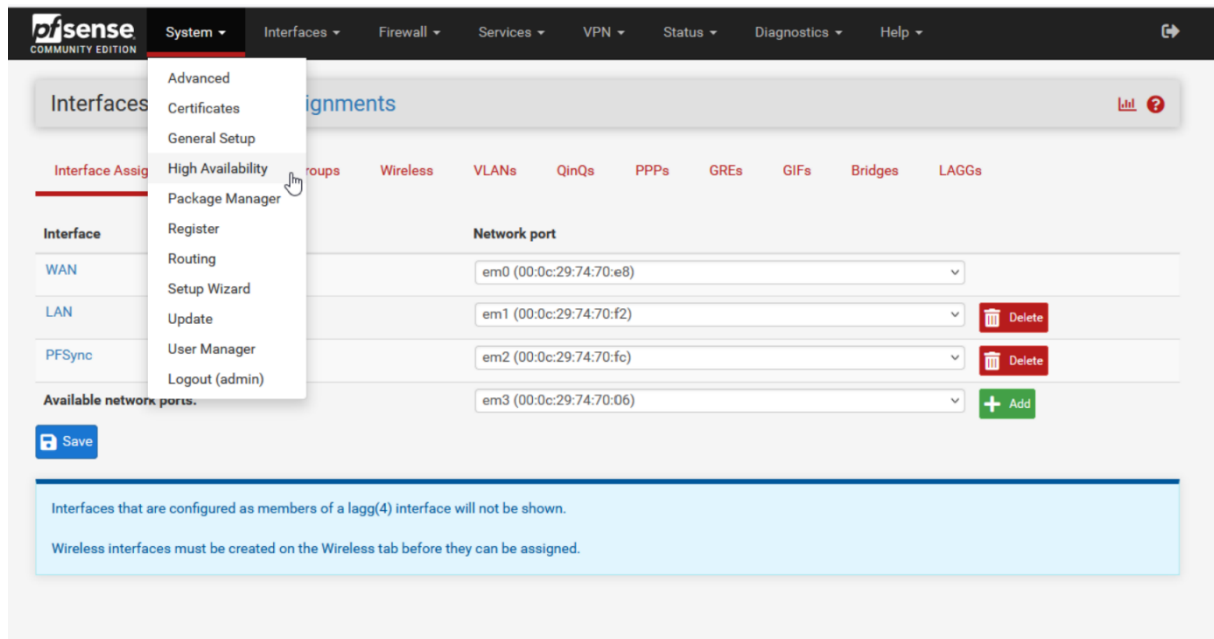 pfsense System Interfaces Firewall Services VPN Status Diagnostics Help
COMMUNITY EDITION
Advanced
Certificates
General Setup
High Availability
Package Manager
Register
Routing
Setup Wizard
Update
User Manager
Logout (admin)
Interfaces ignments
Interface Assig roups Wireless VLANs QinQs PPPs GREs GIFs Bridges LAGGs
Interface Network port
WAN em0 (00:0c:29:74:70:e8)
LAN em1 (00:0c:29:74:70:f2) Delete
PFSync em2 (00:0c:29:74:70:fc) Delete
Available network ports: em3 (00:0c:29:74:70:06) Add
Save
Interfaces that are configured as members of a lagg(4) interface will not be shown.
Wireless interfaces must be created on the Wireless tab before they can be assigned.